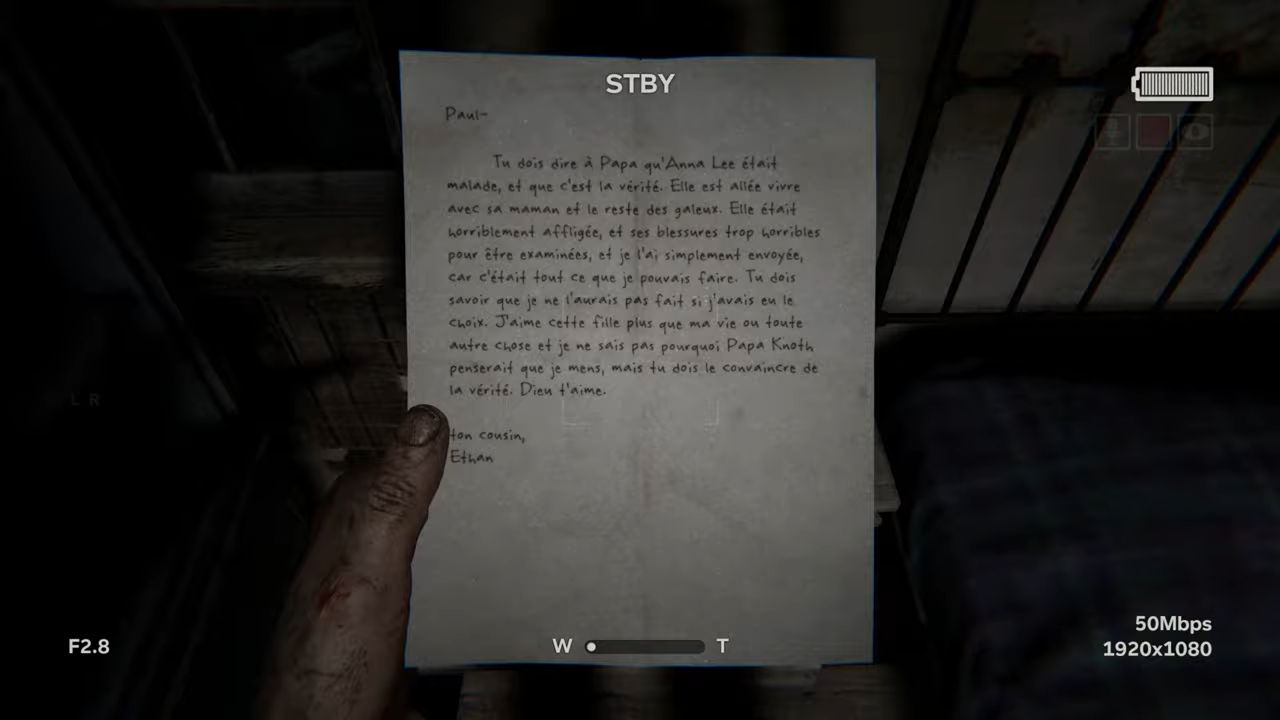 STBY
Paul-
Tu dois dire à Papa qu'Anna Lee était
malade, et que c'est la vérité. Elle est allée vivre
avec sa maman et le reste des galeux. Elle était
horriblement affligée, et ses blessures trop horribles
pour être examinées, et je l'ai simplement envoyée,
car c'était tout ce que je pouvais faire. Tu dois
savoir que je ne l'aurais pas fait si j'avais eu le
choix. J'aime cette fille plus que ma vie ou toute
autre chose et je ne sais pas pourquoi Papa Knoth
penserait que je mens, mais tu dois le convaincre de
la vérité. Dieu t'aime.
ton cousin,
Ethan
L R
F2.8
W T
50Mbps
1920x1080